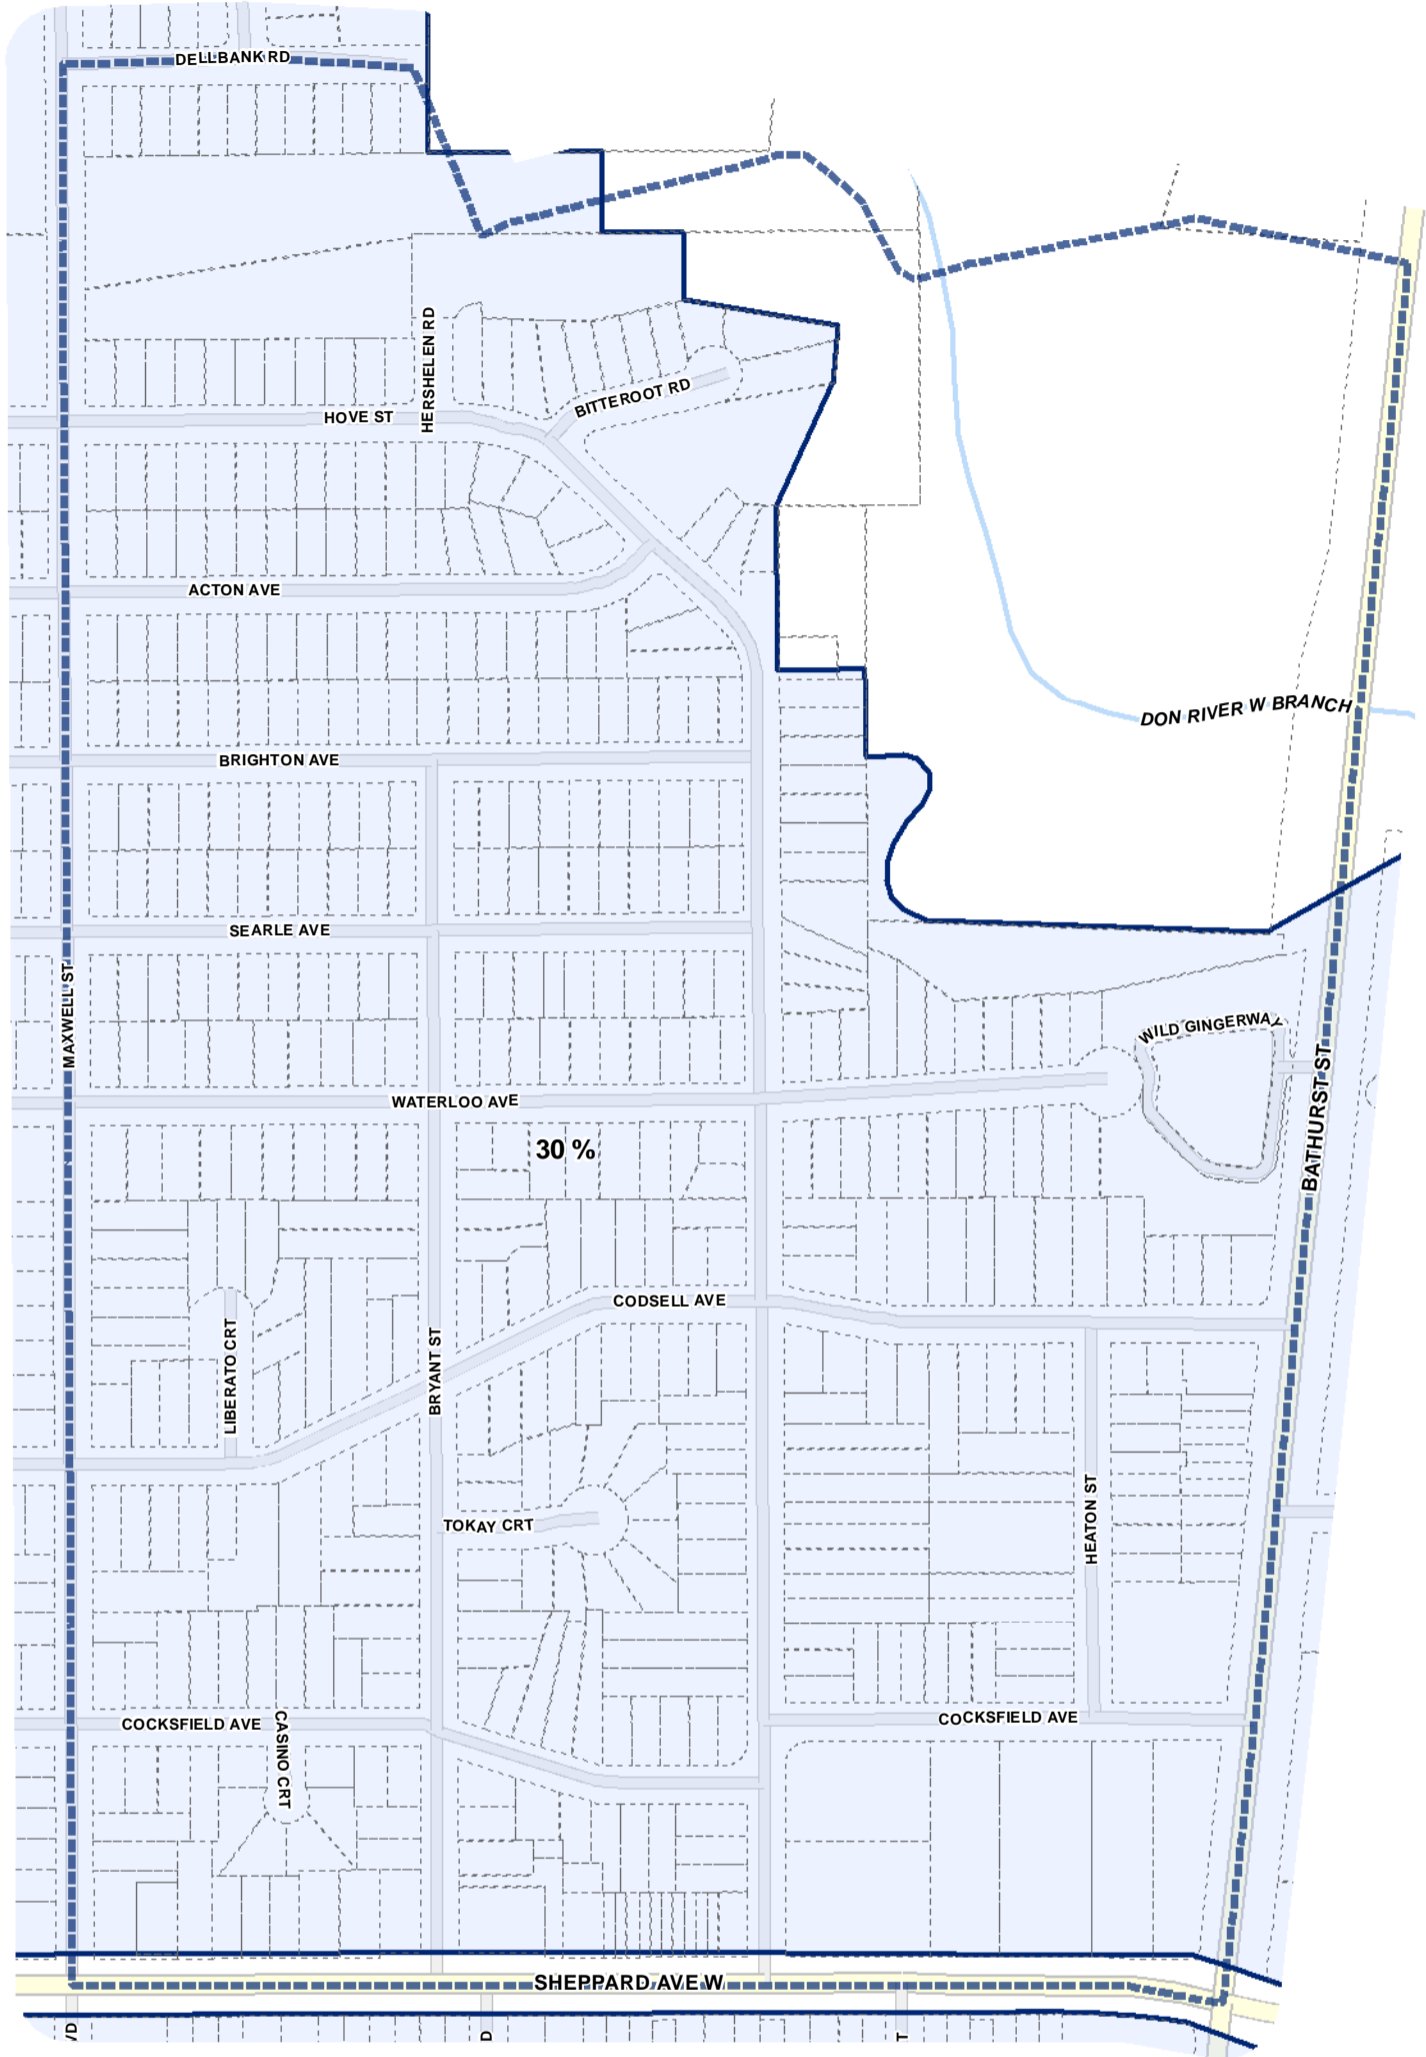 DELLBANK RD
HERSHELEN RD
BITTEROOT RD
HOVE ST
ACTON AVE
DON RIVER W BRANCH
BRIGHTON AVE
SEARLE AVE
MAXWELL ST
WILD GINGERWAY
BATHURST ST
WATERLOO AVE
30 %
CODSELL AVE
LIBERATO CRT
BRYANT ST
HEATON ST
TOKAY CRT
COCKSFIELD AVE
CASINO CRT
COCKSFIELD AVE
SHEPPARD AVE W
VD
D
T